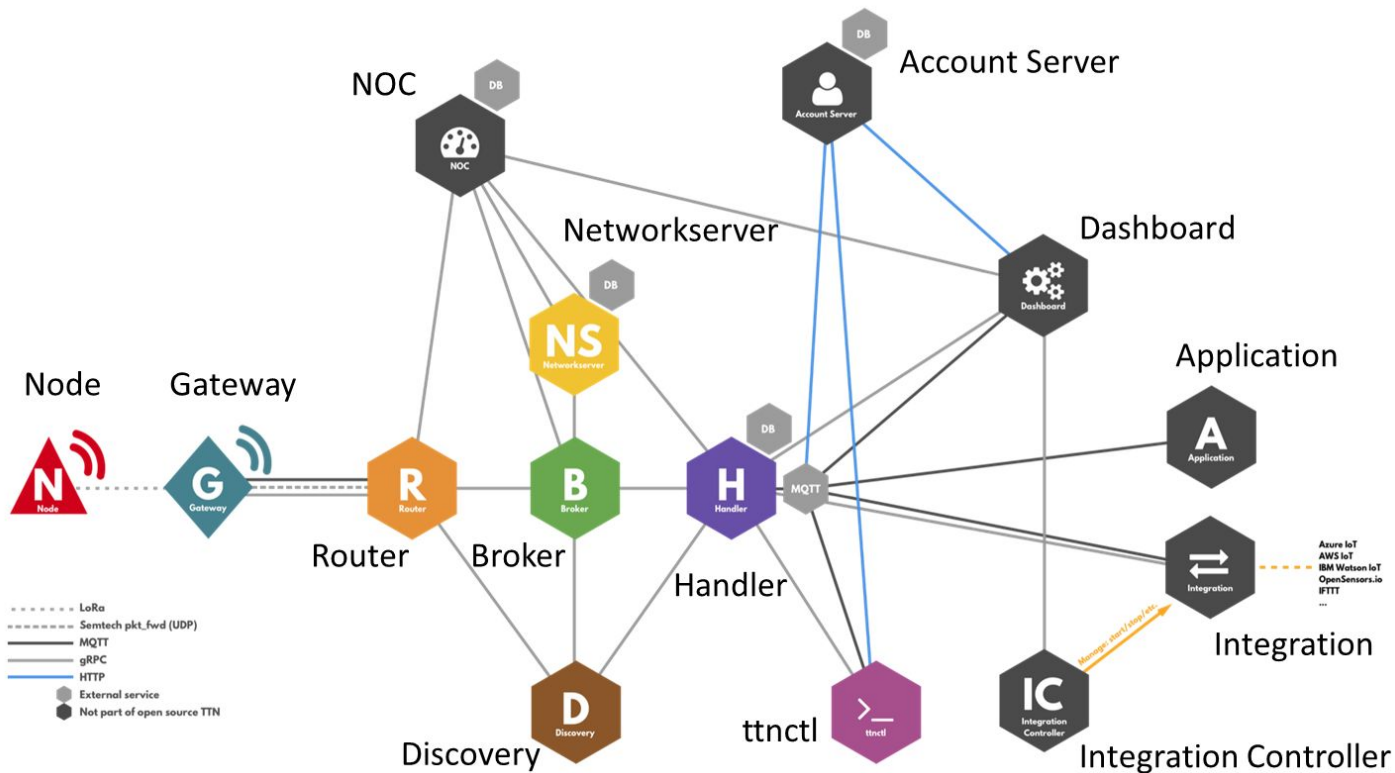 DB
Account Server
NOC
DB
Account Server
NOC
Networkserver
Dashboard
DB
Dashboard
NS
Networkserver
Application
Node
Gateway
DB
A
Application
N
Node
G
Gateway
R
Router
B
Broker
H
Handler
MQTT
Router
Broker
Handler
Azure IoT
AWS IoT
IBM Watson IoT
OpenSensors.io
IFTTT
...
Integration
Manage: start/stop/etc.
Integration
LoRa
Semtech pkt_fwd (UDP)
MQTT
gRPC
HTTP
External service
Not part of open source TTN
D
Discovery
Discovery
>_
ttnctl
ttnctl
IC
Integration
Controller
Integration Controller